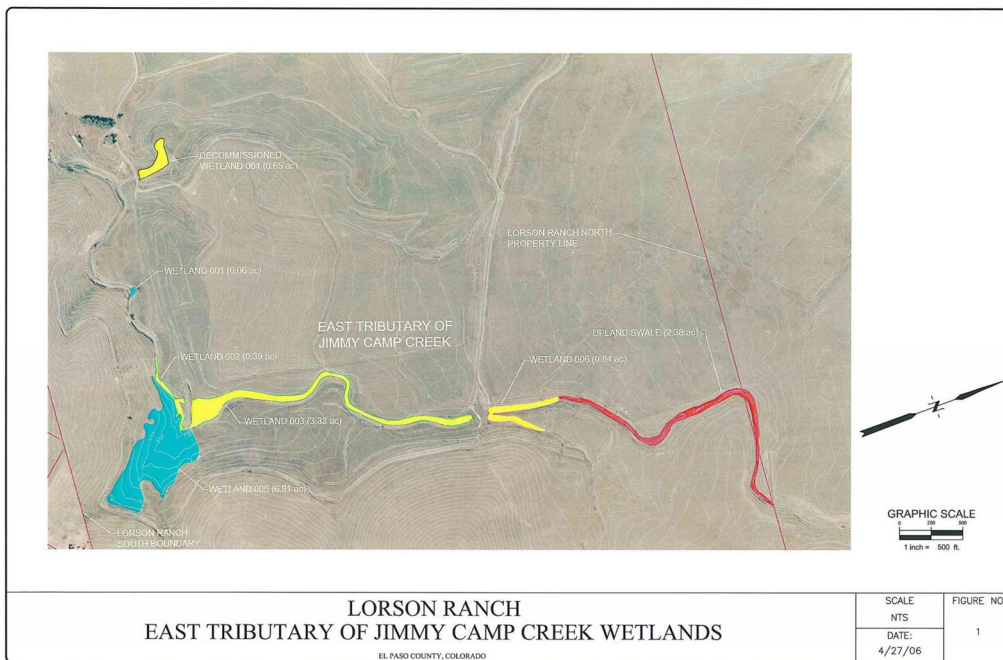 DECOMMISSIONED
WETLAND 004 (0.65 ac)
LORSON RANCH NORTH
PROPERTY LINE
WETLAND 001 (0.06 ac)
EAST TRIBUTARY OF
JIMMY CAMP CREEK
UPLAND SWALE (2.38 ac)
WETLAND 002 (0.39 ac)
WETLAND 006 (0.84 ac)
WETLAND 003 (3.33 ac)
WETLAND 005 (6.91 ac)
LORSON RANCH
SOUTH BOUNDARY
N
GRAPHIC SCALE
0 250 500
1 inch = 500 ft.
LORSON RANCH
EAST TRIBUTARY OF JIMMY CAMP CREEK WETLANDS
EL PASO COUNTY, COLORADO
SCALE
NTS
DATE:
4/27/06
FIGURE NO
1